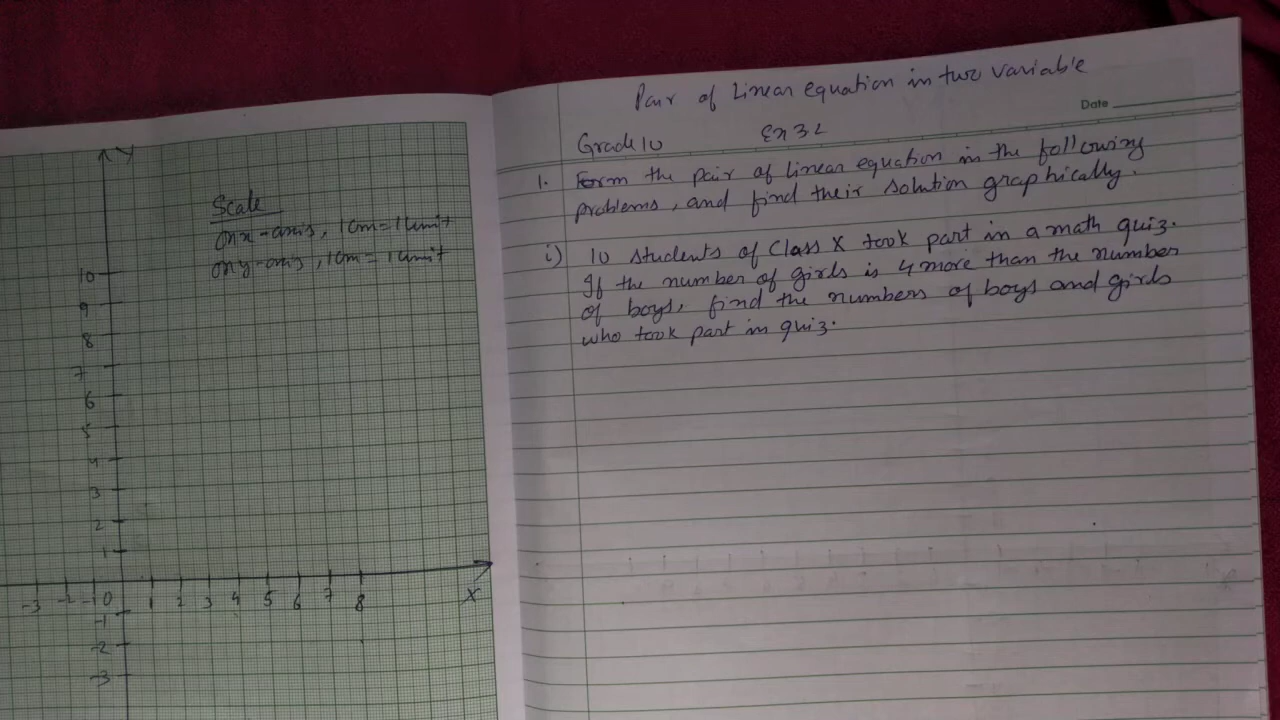 Y
Scale
on x-axis, 1cm=1unit
on y-axis, 1cm=1unit
10
9
8
7
6
5
4
3
2
1
-3 -2 -1 0 1 2 3 4 5 6 7 8 X
-1
-2
-3
Pair of Linear equation in two variable
Date
Grade 10 Ex 3.2
1. Form the pair of linear equation in the following
problems, and find their solution graphically.
i) 10 students of Class X took part in a math quiz.
If the number of girls is 4 more than the number
of boys, find the numbers of boys and girls
who took part in quiz.